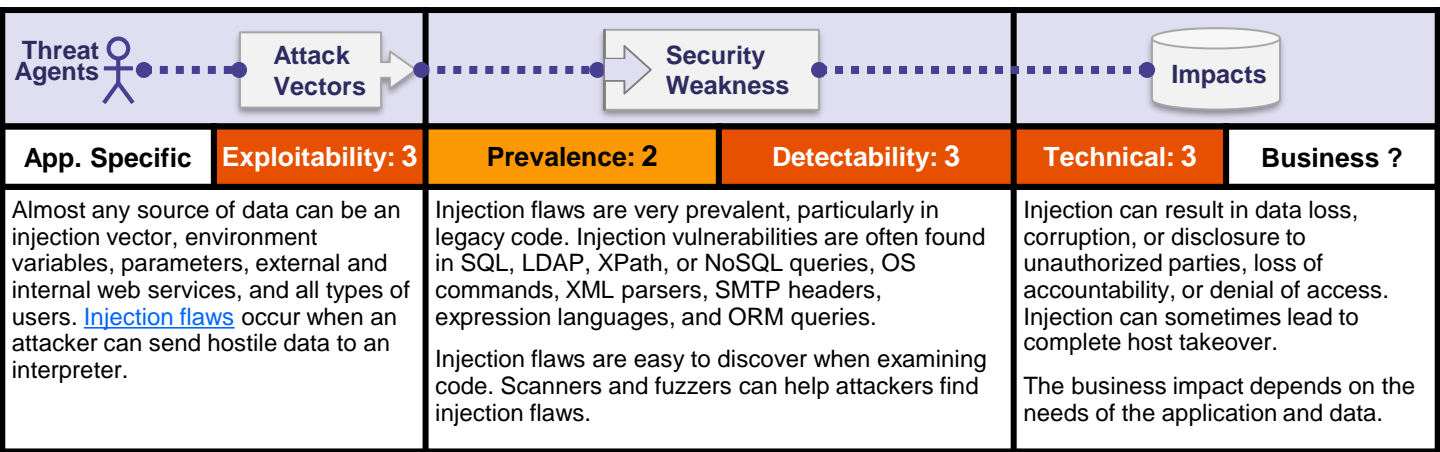 Threat
Agents
Attack
Vectors
Security
Weakness
Impacts
App. Specific
Exploitability: 3
Prevalence: 2
Detectability: 3
Technical: 3
Business ?
Almost any source of data can be an
injection vector, environment
variables, parameters, external and
internal web services, and all types of
users. Injection flaws occur when an
attacker can send hostile data to an
interpreter.
Injection flaws are very prevalent, particularly in
legacy code. Injection vulnerabilities are often found
in SQL, LDAP, XPath, or NoSQL queries, OS
commands, XML parsers, SMTP headers,
expression languages, and ORM queries.
Injection flaws are easy to discover when examining
code. Scanners and fuzzers can help attackers find
injection flaws.
Injection can result in data loss,
corruption, or disclosure to
unauthorized parties, loss of
accountability, or denial of access.
Injection can sometimes lead to
complete host takeover.
The business impact depends on the
needs of the application and data.